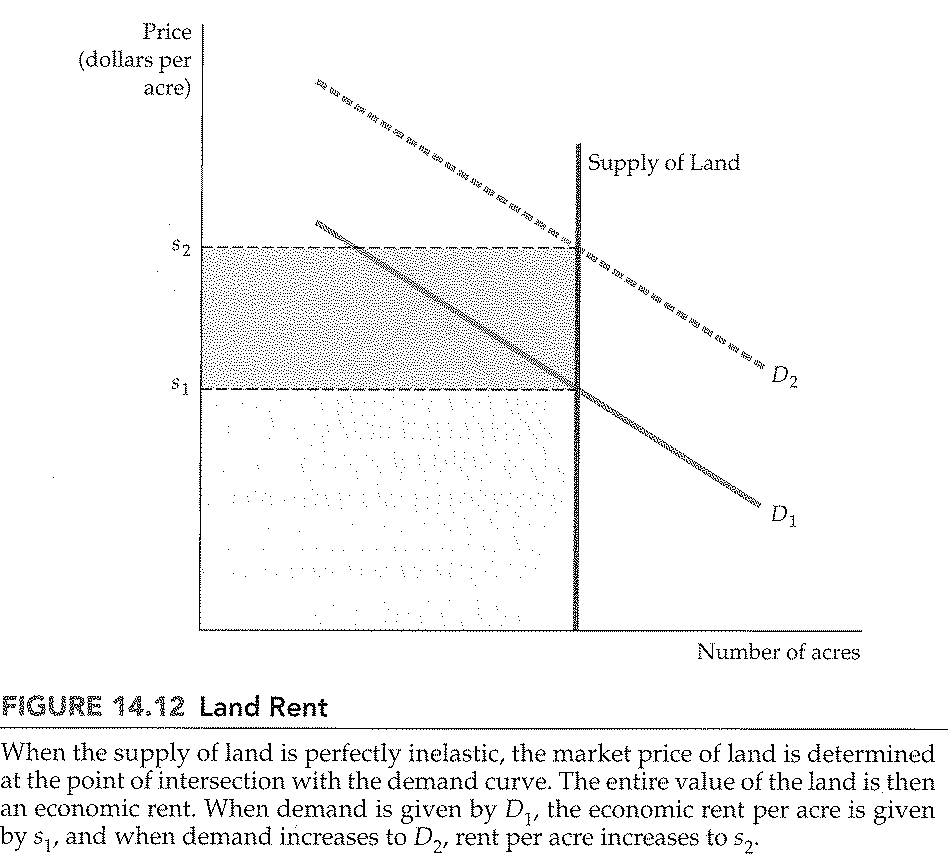 Price
(dollars per
acre)
Supply of Land
s₂
s₁
D₂
D₁
Number of acres
FIGURE 14.12 Land Rent
When the supply of land is perfectly inelastic, the market price of land is determined
at the point of intersection with the demand curve. The entire value of the land is then
an economic rent. When demand is given by D₁, the economic rent per acre is given
by s₁, and when demand increases to D₂, rent per acre increases to s₂.